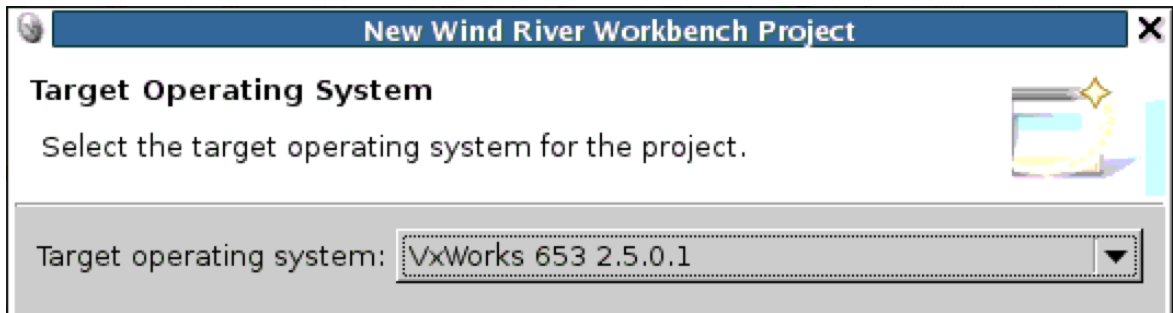 New Wind River Workbench Project
Target Operating System
Select the target operating system for the project.
Target operating system: VxWorks 653 2.5.0.1